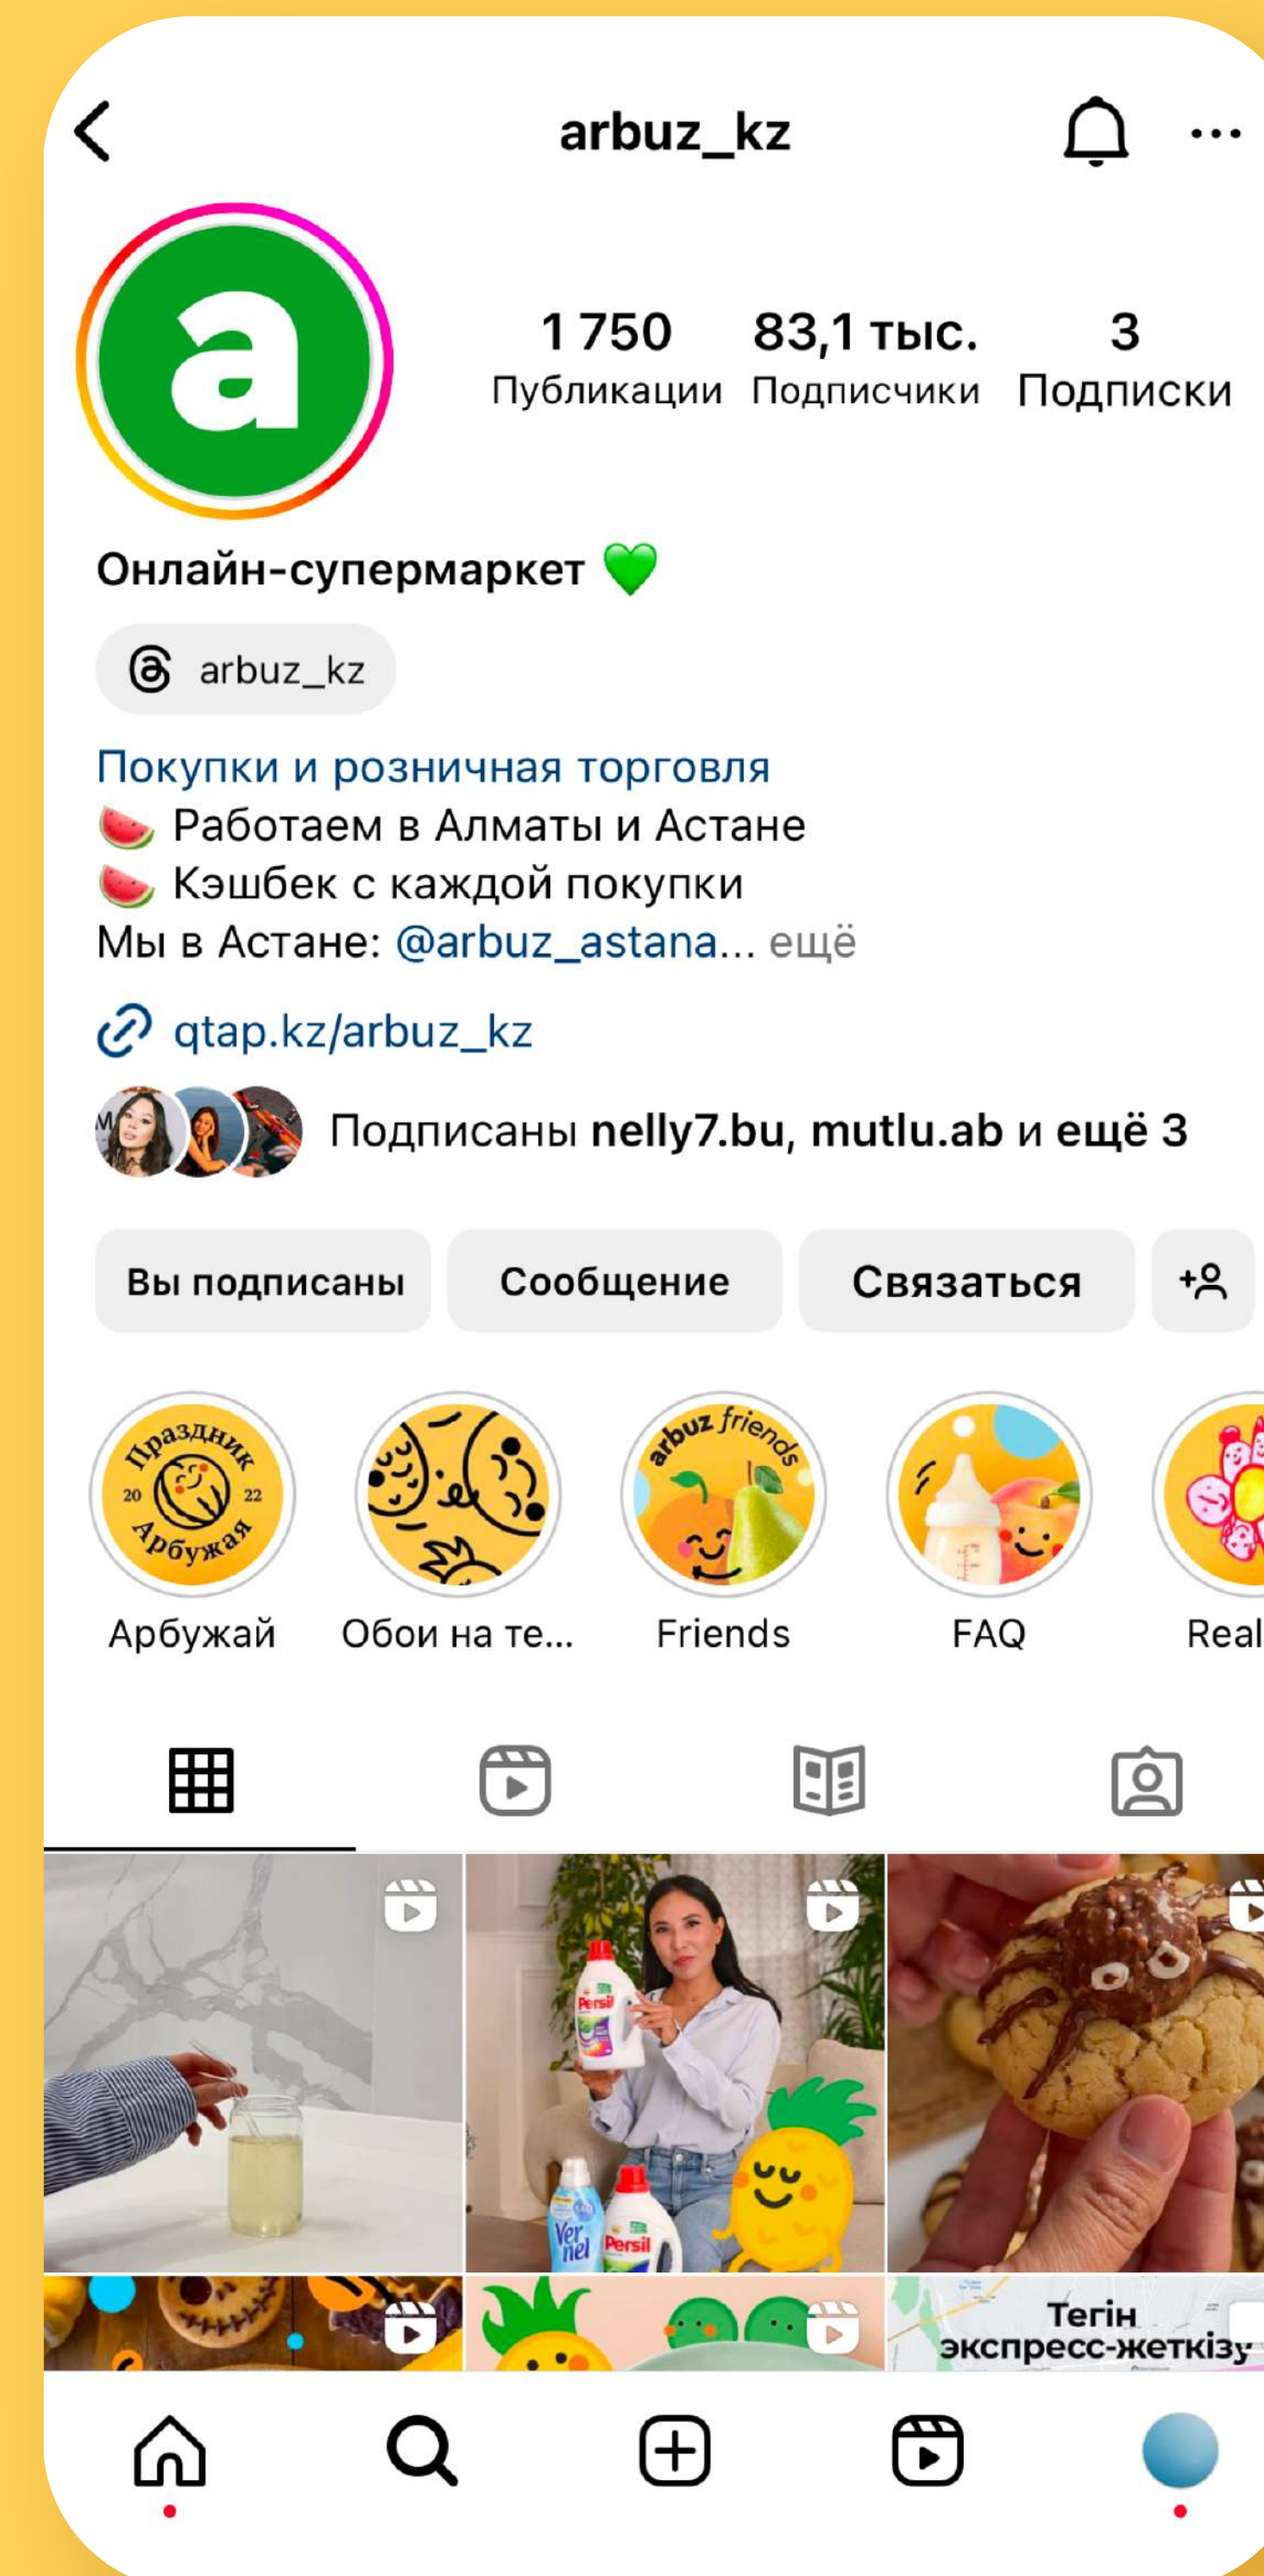 arbuz_kz
a
1 750 83,1 тыс. 3
Публикации Подписчики Подписки
Онлайн-супермаркет 💚
arbuz_kz
Покупки и розничная торговля
🍉 Работаем в Алматы и Астане
🍉 Кэшбек с каждой покупки
Мы в Астане: @arbuz_astana... ещё
qtap.kz/arbuz_kz
Подписаны nelly7.bu, mutlu.ab и ещё 3
Вы подписаны Сообщение Связаться
Праздник
20 22
Арбужая
arbuz friends
Арбужай Обои на те... Friends FAQ Real
Persil
Vernel
Persil
Тегін
экспресс-жеткізу